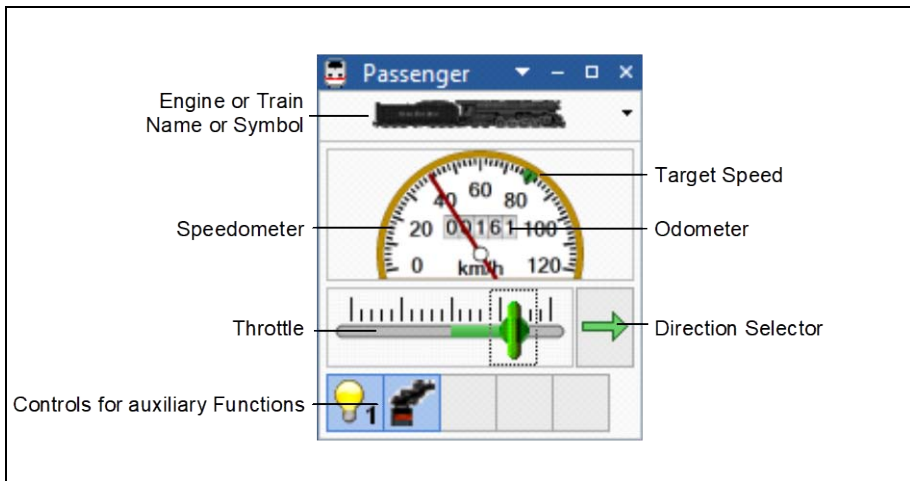 Passenger
Engine or Train
Name or Symbol
Target Speed
60
40 80
Speedometer
20 00161 100
Odometer
0 km/h 120
Throttle
Direction Selector
Controls for auxiliary Functions
1